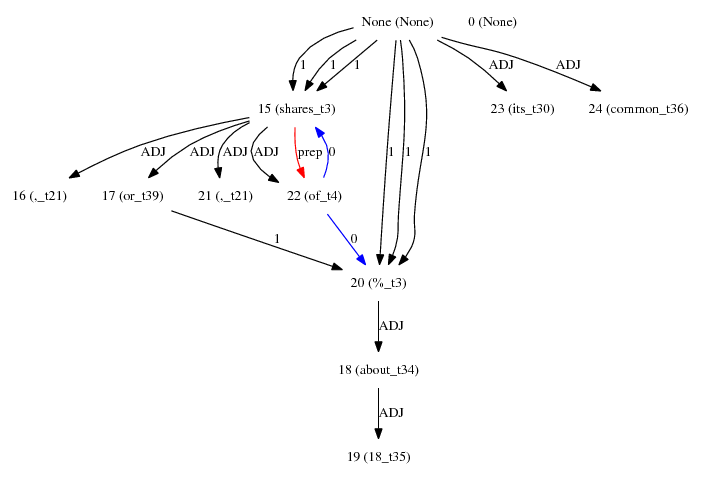 None (None) 0 (None)
1 1 1 ADJ ADJ
15 (shares_t3) 23 (its_t30) 24 (common_t36)
ADJ ADJ ADJ ADJ prep 0 1 1 1
16 (,_t21) 17 (or_t39) 21 (,_t21) 22 (of_t4)
1 0
20 (%_t3)
ADJ
18 (about_t34)
ADJ
19 (18_t35)